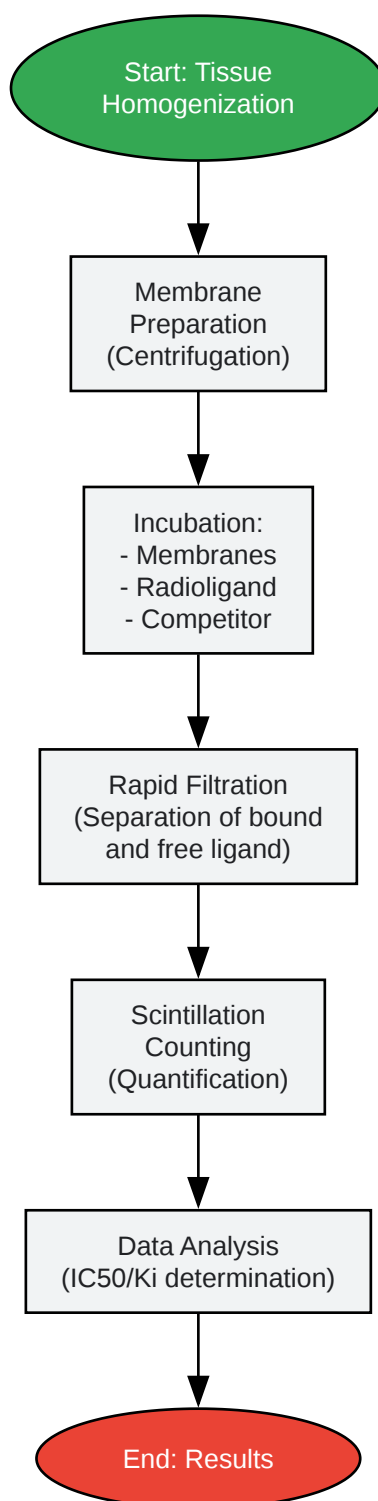 Start: Tissue
Homogenization
Membrane
Preparation
(Centrifugation)
Incubation:
- Membranes
- Radioligand
- Competitor
Rapid Filtration
(Separation of bound
and free ligand)
Scintillation
Counting
(Quantification)
Data Analysis
(IC50/Ki determination)
End: Results